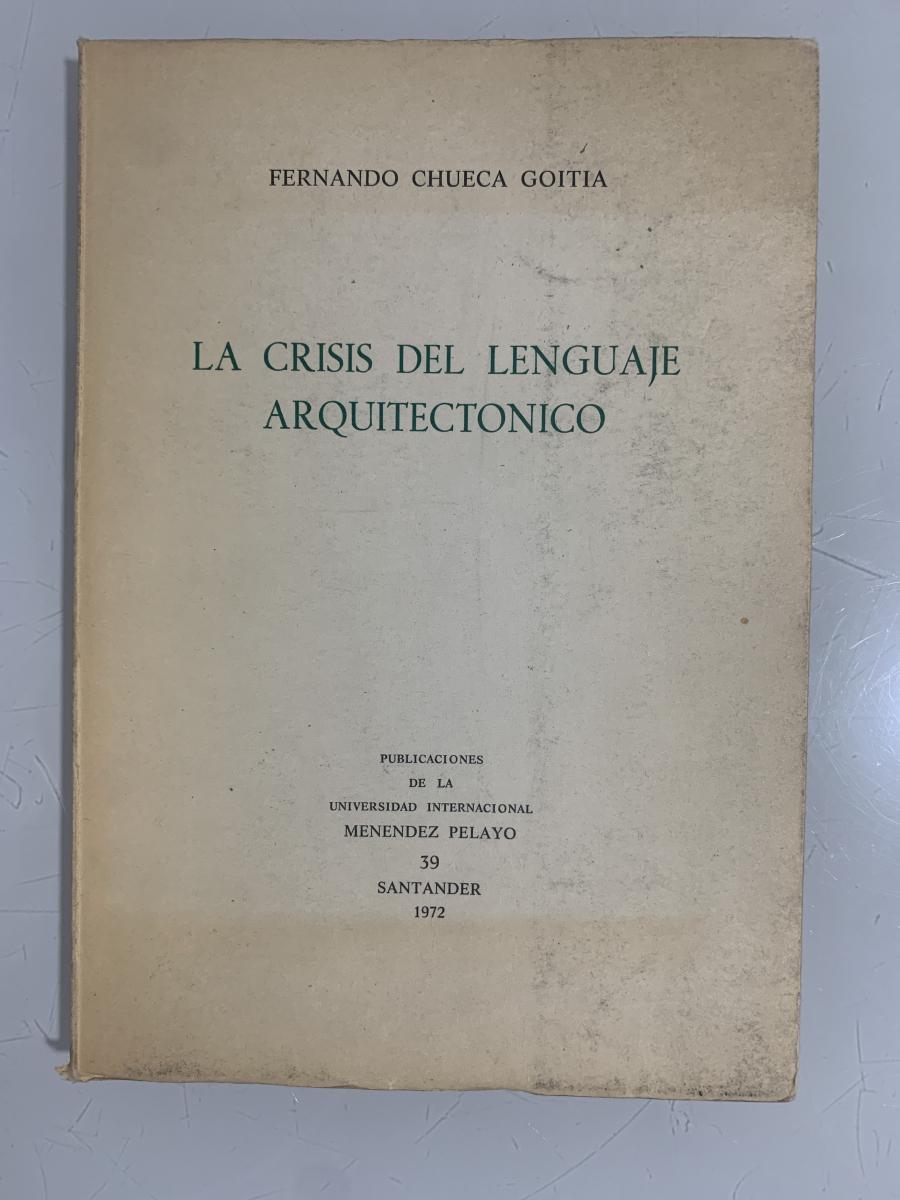 FERNANDO CHUECA GOITIA
LA CRISIS DEL LENGUAJE
ARQUITECTONICO
PUBLICACIONES
DE LA
UNIVERSIDAD INTERNACIONAL
MENENDEZ PELAYO
39
SANTANDER
1972